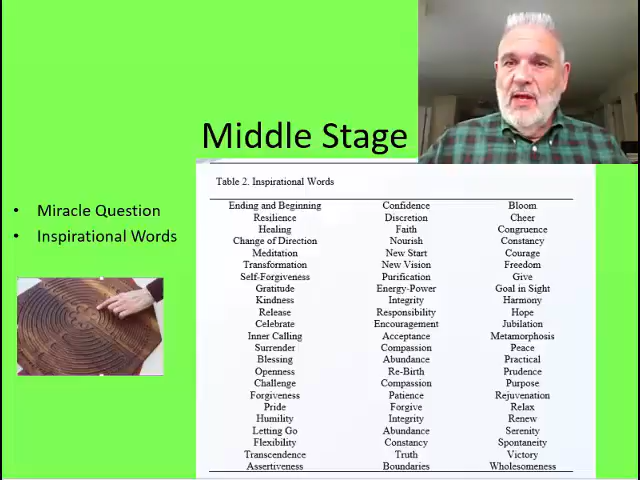 Middle Stage
• Miracle Question
• Inspirational Words
Table 2. Inspirational Words
Ending and Beginning Confidence Bloom
Resilience Discretion Cheer
Healing Faith Congruence
Change of Direction Nourish Constancy
Meditation New Start Courage
Transformation New Vision Freedom
Self-Forgiveness Purification Give
Gratitude Energy-Power Goal in Sight
Kindness Integrity Harmony
Release Responsibility Hope
Celebrate Encouragement Jubilation
Inner Calling Acceptance Metamorphosis
Surrender Compassion Peace
Blessing Abundance Practical
Openness Re-Birth Prudence
Challenge Compassion Purpose
Forgiveness Patience Rejuvenation
Pride Forgive Relax
Humility Integrity Renew
Letting Go Abundance Serenity
Flexibility Constancy Spontaneity
Transcendence Truth Victory
Assertiveness Boundaries Wholesomeness